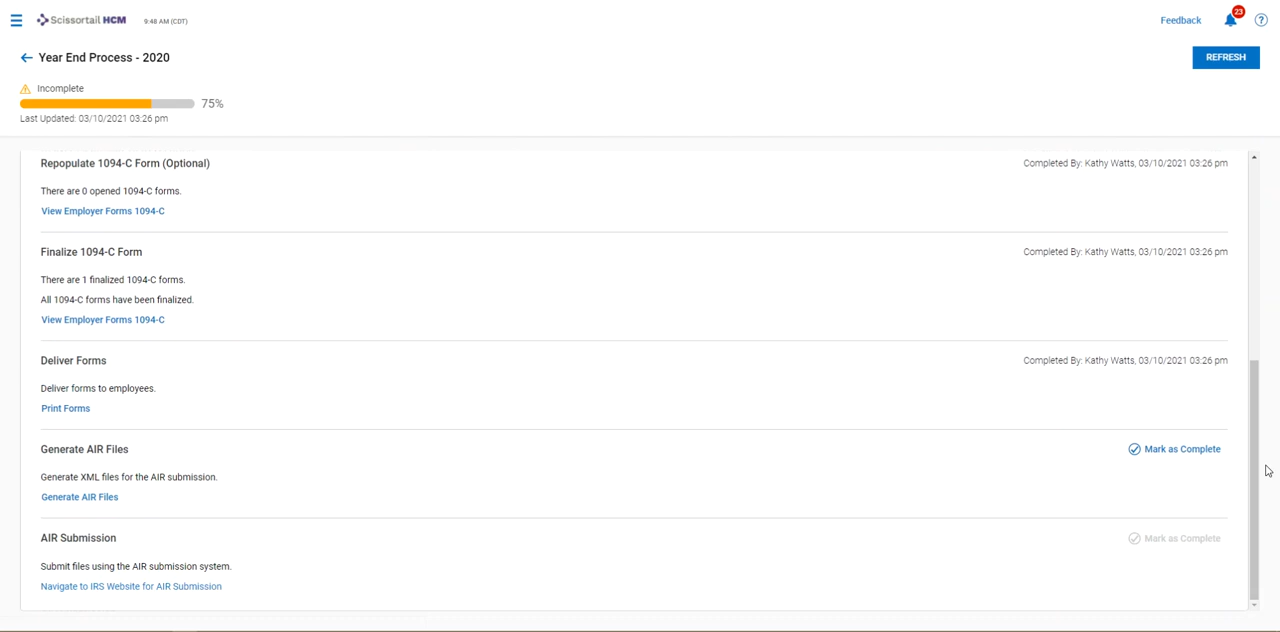 Scissortail HCM 9:48 AM (CDT) Feedback 23 ?
Year End Process - 2020 REFRESH
Incomplete
75%
Last Updated: 03/10/2021 03:26 pm
Repopulate 1094-C Form (Optional) Completed By: Kathy Watts, 03/10/2021 03:26 pm
There are 0 opened 1094-C forms.
View Employer Forms 1094-C
Finalize 1094-C Form Completed By: Kathy Watts, 03/10/2021 03:26 pm
There are 1 finalized 1094-C forms.
All 1094-C forms have been finalized.
View Employer Forms 1094-C
Deliver Forms Completed By: Kathy Watts, 03/10/2021 03:26 pm
Deliver forms to employees.
Print Forms
Generate AIR Files Mark as Complete
Generate XML files for the AIR submission.
Generate AIR Files
AIR Submission Mark as Complete
Submit files using the AIR submission system.
Navigate to IRS Website for AIR Submission